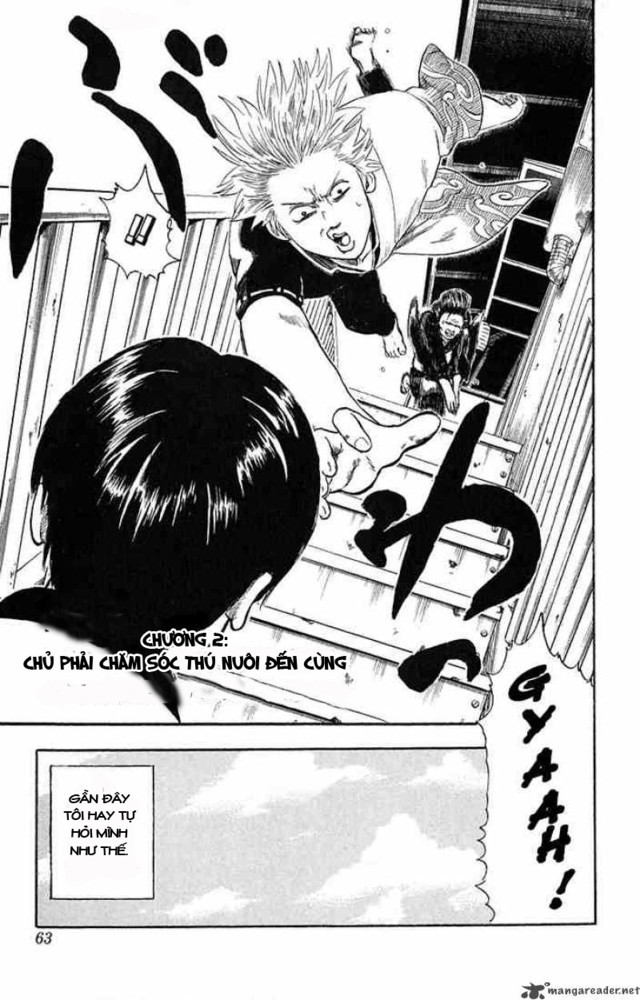 ジ
!!
わ
CHƯƠNG 2:
CHỦ PHẢI CHĂM SÓC THÚ NUÔI ĐẾN CÙNG
GYAAH!
GẦN ĐÂY
TÔI HAY TỰ
HỎI MÌNH
NHƯ THẾ.
63
mangareader.net